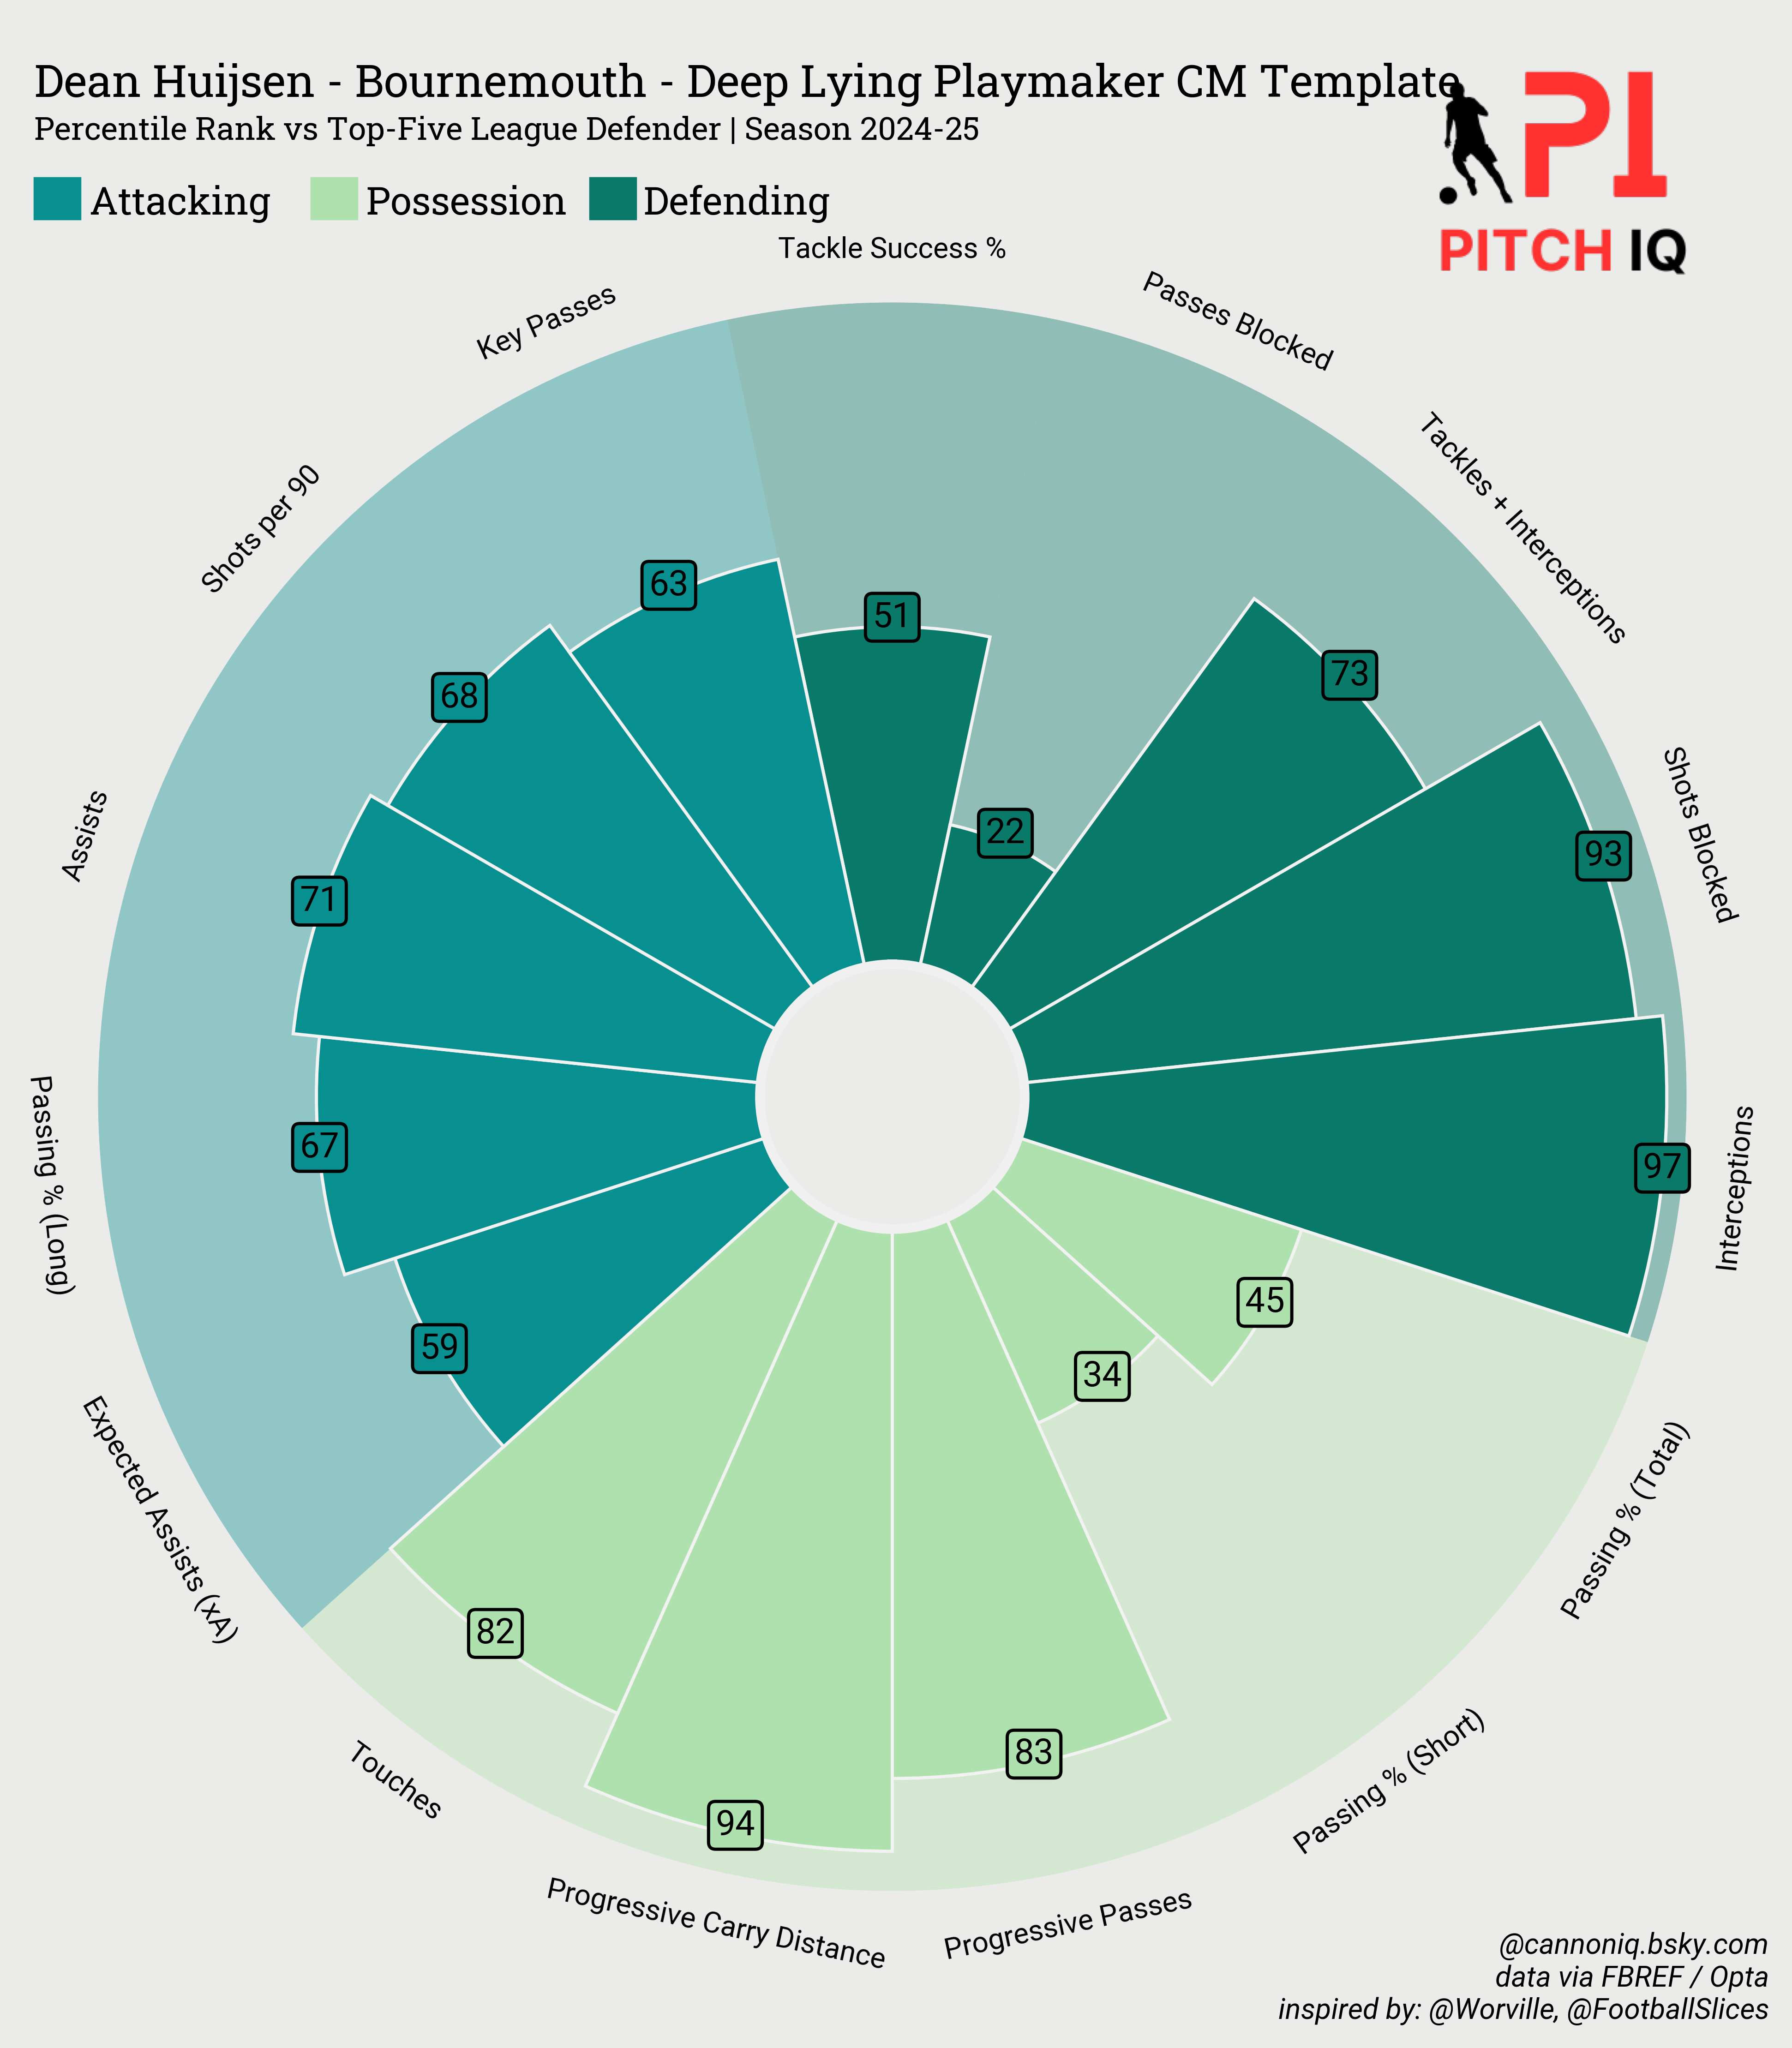 Dean Huijsen - Bournemouth - Deep Lying Playmaker CM Template
Percentile Rank vs Top-Five League Defender | Season 2024-25
Attacking
Possession
Defending
PI
PITCH IQ
Tackle Success %
Passes Blocked
Tackles + Interceptions
Shots Blocked
Interceptions
Passing % (Total)
Passing % (Short)
Progressive Passes
Progressive Carry Distance
Touches
Expected Assists (xA)
Passing % (Long)
Assists
Shots per 90
Key Passes
51
22
73
93
97
45
34
83
94
82
59
67
71
68
63
@cannoniq.bsky.com
data via FBREF / Opta
inspired by: @Worville, @FootballSlices